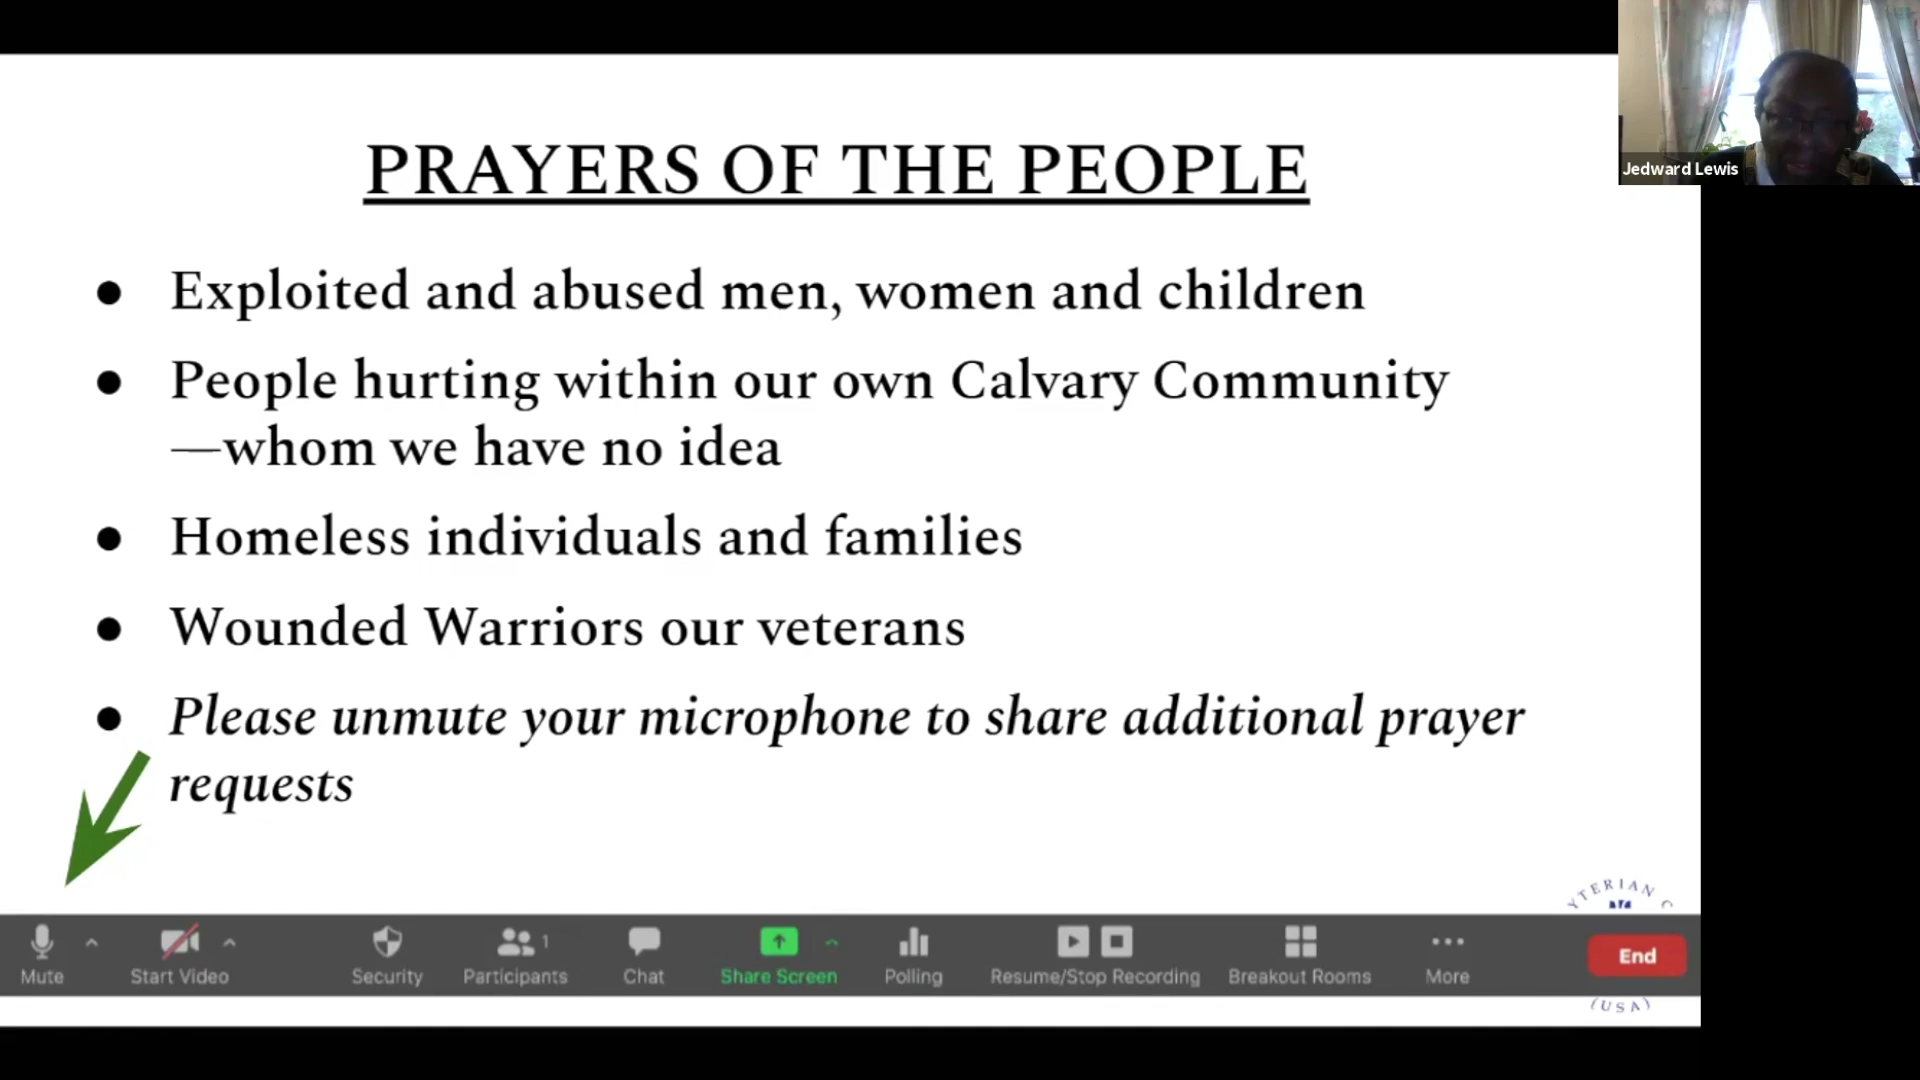 PRAYERS OF THE PEOPLE
Jedward Lewis
● Exploited and abused men, women and children
● People hurting within our own Calvary Community
—whom we have no idea
● Homeless individuals and families
● Wounded Warriors our veterans
● Please unmute your microphone to share additional prayer
requests
YTERIAN C
1
Mute Start Video Security Participants Chat Share Screen Polling Resume/Stop Recording Breakout Rooms More End
(USA)